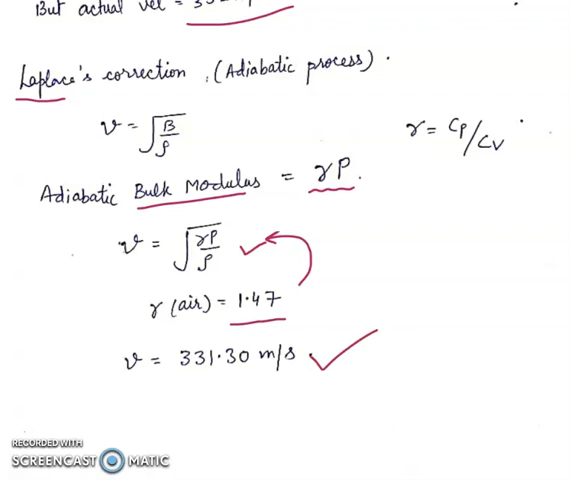 But actual vel =
Laplace's correction (Adiabatic process).
v = √B/ρ
γ = Cp/Cv
Adiabatic Bulk Modulus = γP.
v = √γP/ρ
γ (air) = 1.47
v = 331.30 m/s
RECORDED WITH
SCREENCAST MATIC